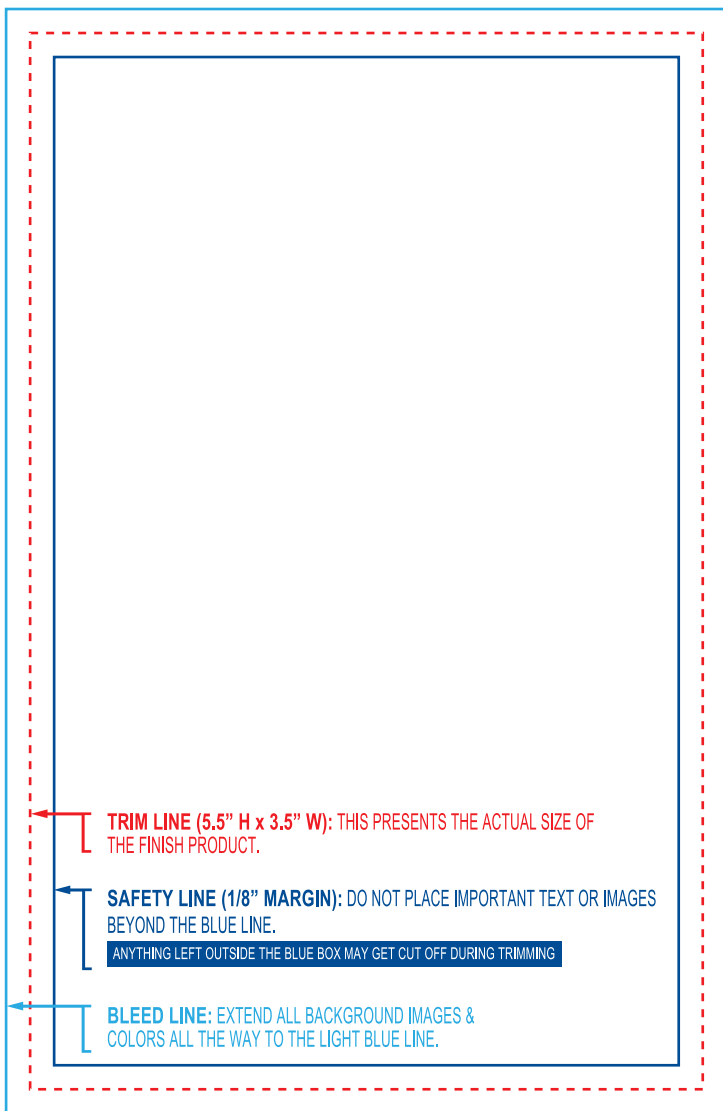 TRIM LINE (5.5” H x 3.5” W): THIS PRESENTS THE ACTUAL SIZE OF
THE FINISH PRODUCT.
SAFETY LINE (1/8” MARGIN): DO NOT PLACE IMPORTANT TEXT OR IMAGES
BEYOND THE BLUE LINE.
ANYTHING LEFT OUTSIDE THE BLUE BOX MAY GET CUT OFF DURING TRIMMING
BLEED LINE: EXTEND ALL BACKGROUND IMAGES &
COLORS ALL THE WAY TO THE LIGHT BLUE LINE.